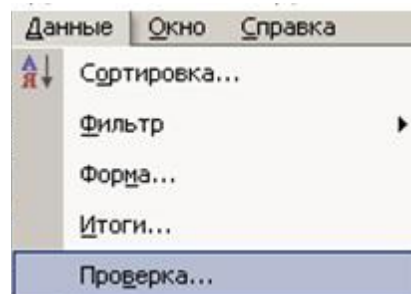 Данные Окно Справка
Сортировка...
Фильтр
Форма...
Итоги...
Проверка...